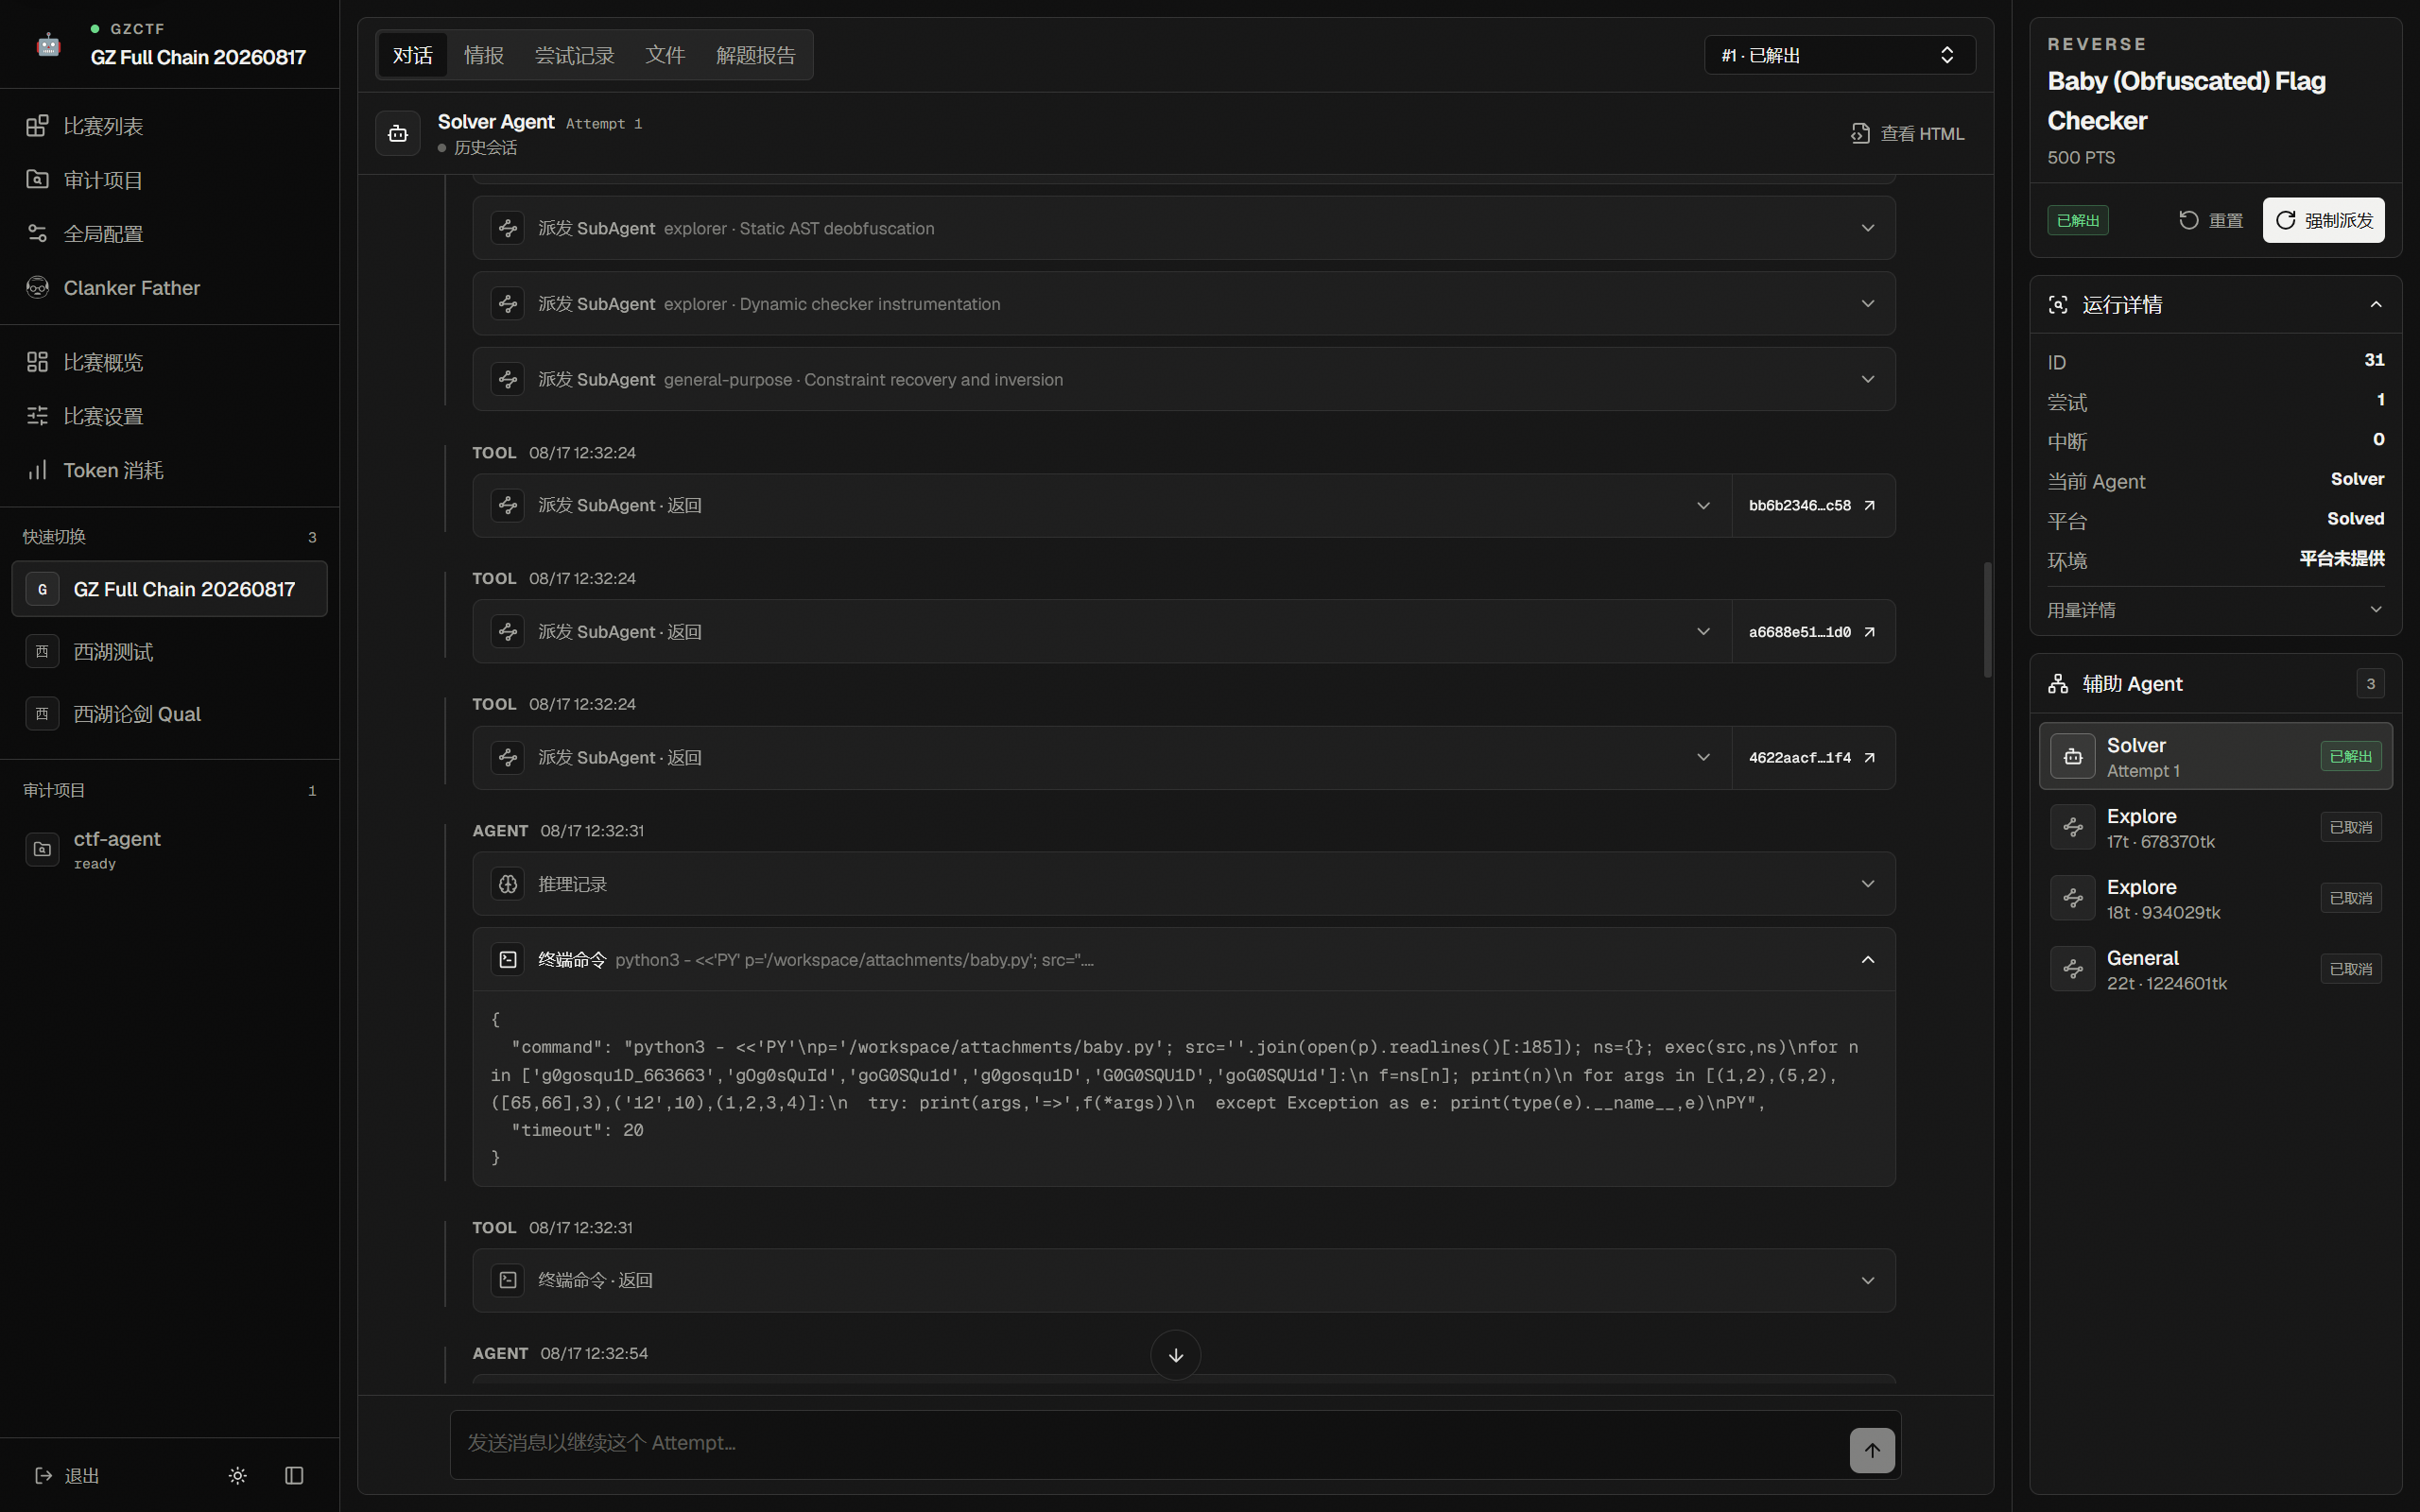 GZCTF
GZ Full Chain 20260817
比赛列表
审计项目
全局配置
Clanker Father
比赛概览
比赛设置
Token 消耗
快速切换 3
G GZ Full Chain 20260817
西 西湖测试
西 西湖论剑 Qual
审计项目 1
ctf-agent
ready
退出
对话 情报 尝试记录 文件 解题报告
#1 · 已解出
Solver Agent Attempt 1
历史会话
查看 HTML
派发 SubAgent explorer · Static AST deobfuscation
派发 SubAgent explorer · Dynamic checker instrumentation
派发 SubAgent general-purpose · Constraint recovery and inversion
TOOL 08/17 12:32:24
派发 SubAgent · 返回 bb6b2346…c58
TOOL 08/17 12:32:24
派发 SubAgent · 返回 a6688e51…1d0
TOOL 08/17 12:32:24
派发 SubAgent · 返回 4622aacf…1f4
AGENT 08/17 12:32:31
推理记录
终端命令 python3 - <<'PY' p='/workspace/attachments/baby.py'; src=''....
{
"command": "python3 - <<'PY'\np='/workspace/attachments/baby.py'; src=''.join(open(p).readlines()[:185]); ns={}; exec(src,ns)\nfor n
in ['g0gosqu1D_663663','gOg0sQuId','goG0SQu1d','g0gosqu1D','G0G0SQU1D','goG0SQU1d']:\n f=ns[n]; print(n)\n for args in [(1,2),(5,2),
([65,66],3),('12',10),(1,2,3,4)]:\n  try: print(args,'=>',f(*args))\n  except Exception as e: print(type(e).__name__,e)\nPY",
"timeout": 20
}
TOOL 08/17 12:32:31
终端命令 · 返回
AGENT 08/17 12:32:54
发送消息以继续这个 Attempt...
REVERSE
Baby (Obfuscated) Flag
Checker
500 PTS
已解出 重置 强制派发
运行详情
ID 31
尝试 1
中断 0
当前 Agent Solver
平台 Solved
环境 平台未提供
用量详情
辅助 Agent 3
Solver
Attempt 1 已解出
Explore
17t · 678370tk 已取消
Explore
18t · 934029tk 已取消
General
22t · 1224601tk 已取消